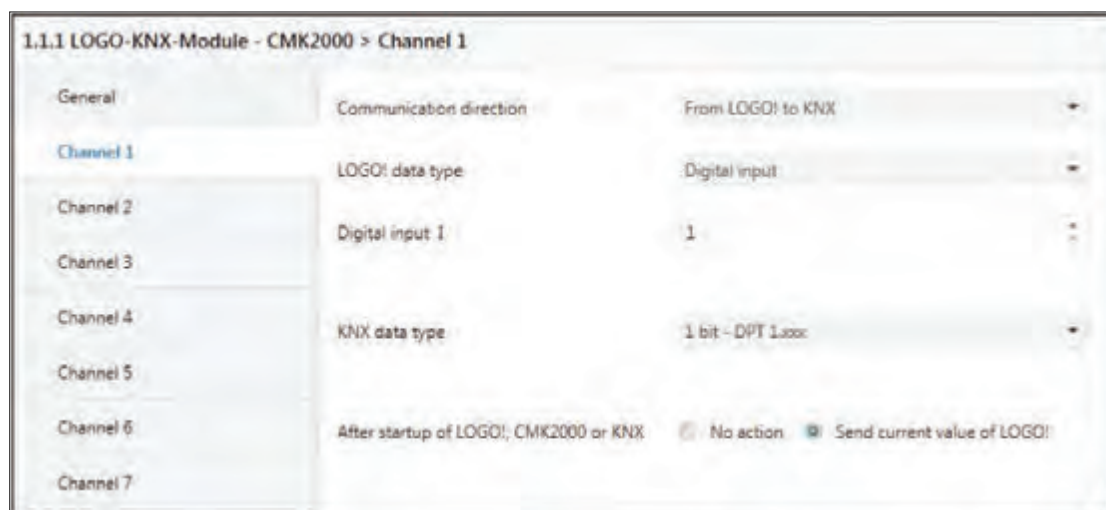 1.1.1 LOGO-KNX-Module - CMK2000 > Channel 1
General
Channel 1
Channel 2
Channel 3
Channel 4
Channel 5
Channel 6
Channel 7
Communication direction From LOGO! to KNX
LOGO! data type Digital input
Digital input 1 1
KNX data type 1 bit - DPT 1.xxx
After startup of LOGO!, CMK2000 or KNX No action Send current value of LOGO!